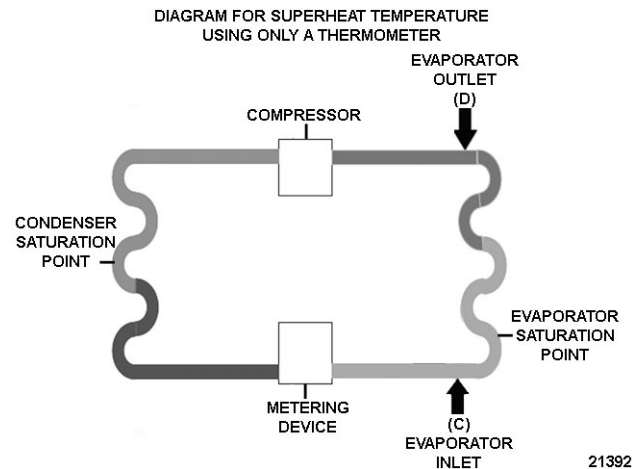 DIAGRAM FOR SUPERHEAT TEMPERATURE
USING ONLY A THERMOMETER
EVAPORATOR
OUTLET
(D)
COMPRESSOR
CONDENSER
SATURATION
POINT
EVAPORATOR
SATURATION
POINT
METERING
DEVICE
(C)
EVAPORATOR
INLET
21392